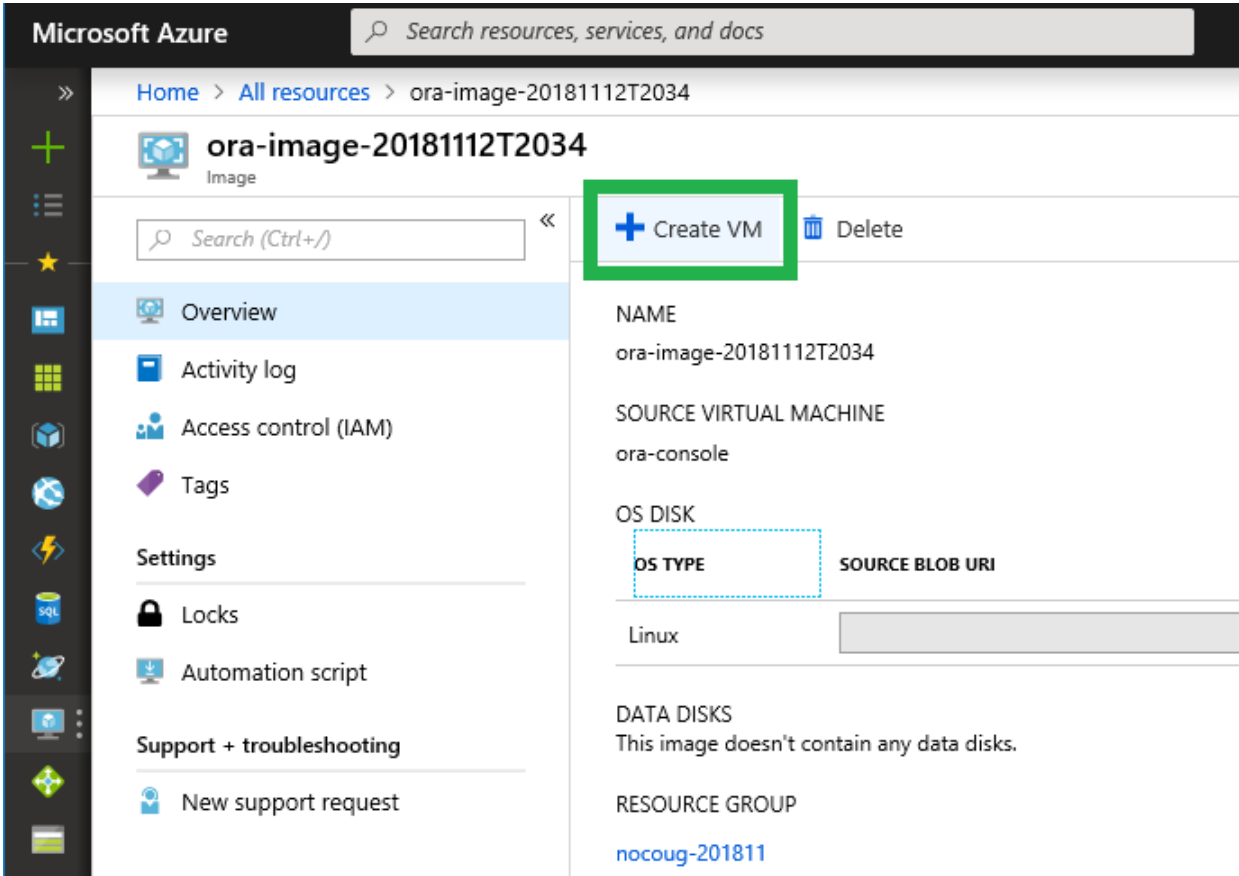 Microsoft Azure
Search resources, services, and docs
Home > All resources > ora-image-20181112T2034
ora-image-20181112T2034
Image
Search (Ctrl+/)
Overview
Activity log
Access control (IAM)
Tags
Settings
Locks
Automation script
Support + troubleshooting
New support request
Create VM Delete
NAME
ora-image-20181112T2034
SOURCE VIRTUAL MACHINE
ora-console
OS DISK
OS TYPE SOURCE BLOB URI
Linux
DATA DISKS
This image doesn't contain any data disks.
RESOURCE GROUP
nocoug-201811
SQL